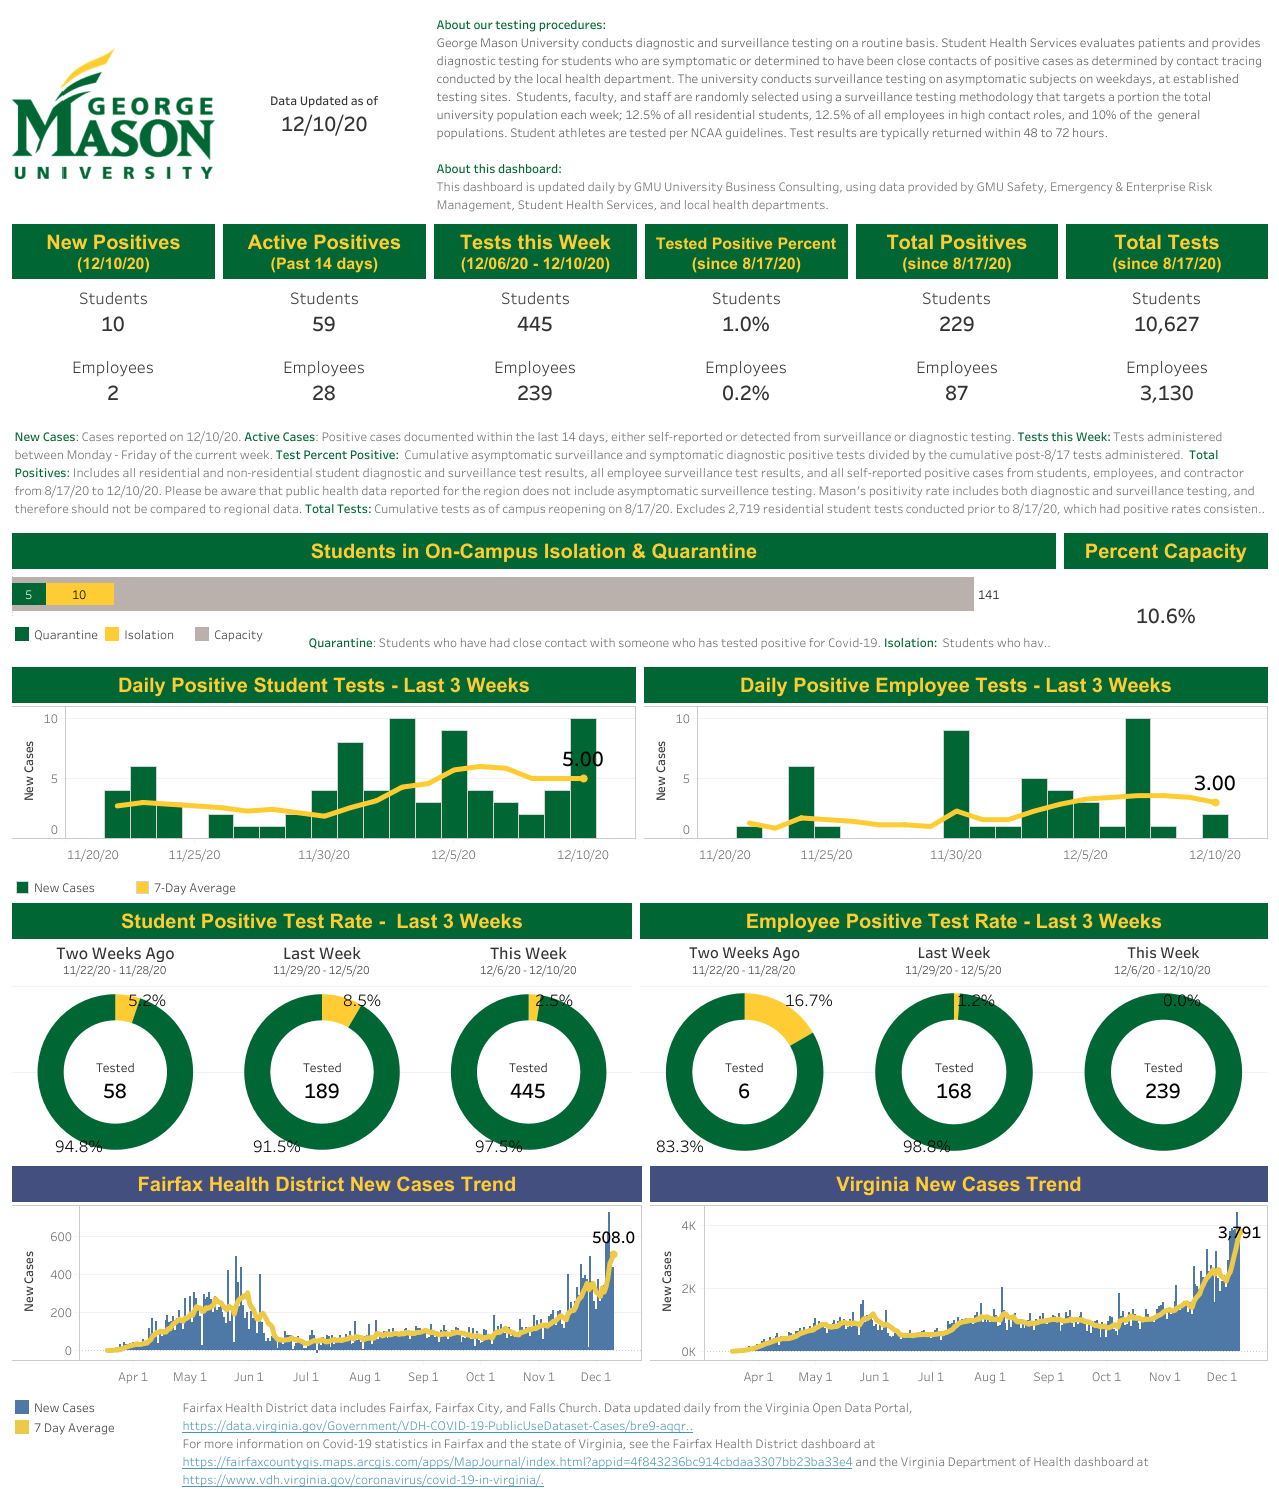 GEORGE
MASON
UNIVERSITY
Data Updated as of
12/10/20
About our testing procedures:
George Mason University conducts diagnostic and surveillance testing on a routine basis. Student Health Services evaluates patients and provides
diagnostic testing for students who are symptomatic or determined to have been close contacts of positive cases as determined by contact tracing
conducted by the local health department. The university conducts surveillance testing on asymptomatic subjects on weekdays, at established
testing sites. Students, faculty, and staff are randomly selected using a surveillance testing methodology that targets a portion the total
university population each week; 12.5% of all residential students, 12.5% of all employees in high contact roles, and 10% of the general
populations. Student athletes are tested per NCAA guidelines. Test results are typically returned within 48 to 72 hours.
About this dashboard:
This dashboard is updated daily by GMU University Business Consulting, using data provided by GMU Safety, Emergency & Enterprise Risk
Management, Student Health Services, and local health departments.
New Positives
(12/10/20)
Students
10
Employees
2
Active Positives
(Past 14 days)
Students
59
Employees
28
Tests this Week
(12/06/20 - 12/10/20)
Students
445
Employees
239
Tested Positive Percent
(since 8/17/20)
Students
1.0%
Employees
0.2%
Total Positives
(since 8/17/20)
Students
229
Employees
87
Total Tests
(since 8/17/20)
Students
10,627
Employees
3,130
New Cases: Cases reported on 12/10/20. Active Cases: Positive cases documented within the last 14 days, either self-reported or detected from surveillance or diagnostic testing. Tests this Week: Tests administered
between Monday - Friday of the current week. Test Percent Positive: Cumulative asymptomatic surveillance and symptomatic diagnostic positive tests divided by the cumulative post-8/17 tests administered. Total
Positives: Includes all residential and non-residential student diagnostic and surveillance test results, all employee surveillance test results, and all self-reported positive cases from students, employees, and contractor
from 8/17/20 to 12/10/20. Please be aware that public health data reported for the region does not include asymptomatic surveillence testing. Mason's positivity rate includes both diagnostic and surveillance testing, and
therefore should not be compared to regional data. Total Tests: Cumulative tests as of campus reopening on 8/17/20. Excludes 2,719 residential student tests conducted prior to 8/17/20, which had positive rates consisten..
Students in On-Campus Isolation & Quarantine
5
10
141
Quarantine
Isolation
Capacity
Quarantine: Students who have had close contact with someone who has tested positive for Covid-19. Isolation: Students who hav..
Percent Capacity
10.6%
Daily Positive Student Tests - Last 3 Weeks
New Cases
10
5
0
5.00
11/20/20 11/25/20 11/30/20 12/5/20 12/10/20
Daily Positive Employee Tests - Last 3 Weeks
New Cases
10
5
0
3.00
11/20/20 11/25/20 11/30/20 12/5/20 12/10/20
New Cases
7-Day Average
Student Positive Test Rate - Last 3 Weeks
Two Weeks Ago
11/22/20 - 11/28/20
5.2%
Tested
58
94.8%
Last Week
11/29/20 - 12/5/20
8.5%
Tested
189
91.5%
This Week
12/6/20 - 12/10/20
2.5%
Tested
445
97.5%
Employee Positive Test Rate - Last 3 Weeks
Two Weeks Ago
11/22/20 - 11/28/20
16.7%
Tested
6
83.3%
Last Week
11/29/20 - 12/5/20
1.2%
Tested
168
98.8%
This Week
12/6/20 - 12/10/20
0.0%
Tested
239
Fairfax Health District New Cases Trend
New Cases
600
400
200
0
508.0
Apr 1 May 1 Jun 1 Jul 1 Aug 1 Sep 1 Oct 1 Nov 1 Dec 1
Virginia New Cases Trend
New Cases
4K
2K
0K
3,791
Apr 1 May 1 Jun 1 Jul 1 Aug 1 Sep 1 Oct 1 Nov 1 Dec 1
New Cases
7 Day Average
Fairfax Health District data includes Fairfax, Fairfax City, and Falls Church. Data updated daily from the Virginia Open Data Portal,
https://data.virginia.gov/Government/VDH-COVID-19-PublicUseDataset-Cases/bre9-aqqr..
For more information on Covid-19 statistics in Fairfax and the state of Virginia, see the Fairfax Health District dashboard at
https://fairfaxcountygis.maps.arcgis.com/apps/MapJournal/index.html?appid=4f843236bc914cbdaa3307bb23ba33e4 and the Virginia Department of Health dashboard at
https://www.vdh.virginia.gov/coronavirus/covid-19-in-virginia/.